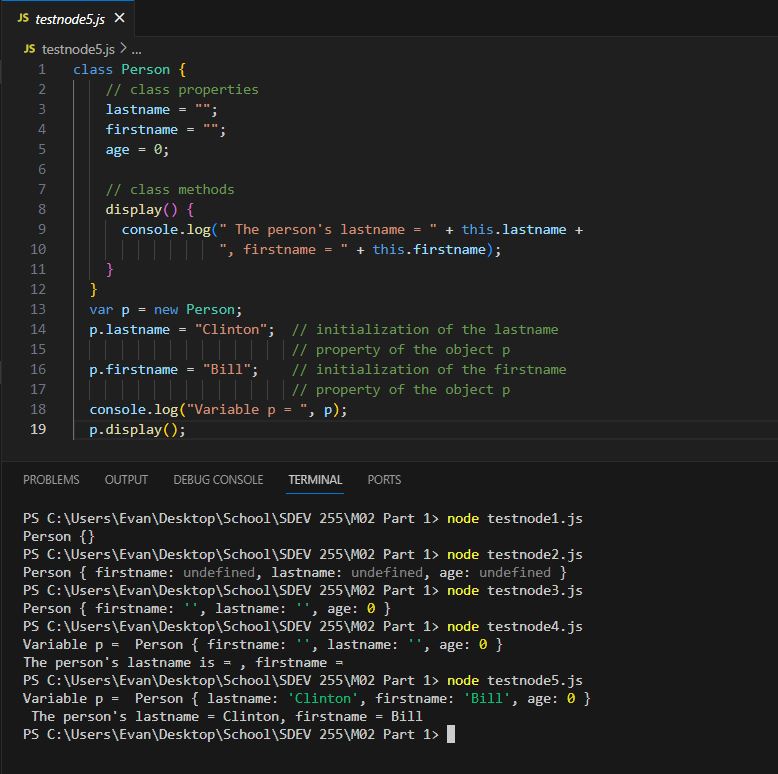 JS testnode5.js ×
JS testnode5.js > ...
1 class Person {
2 // class properties
3 lastname = "";
4 firstname = "";
5 age = 0;
6
7 // class methods
8 display() {
9 console.log(" The person's lastname = " + this.lastname +
10 ", firstname = " + this.firstname);
11 }
12 }
13 var p = new Person;
14 p.lastname = "Clinton"; // initialization of the lastname
15 // property of the object p
16 p.firstname = "Bill"; // initialization of the firstname
17 // property of the object p
18 console.log("Variable p = ", p);
19 p.display();
PROBLEMS OUTPUT DEBUG CONSOLE TERMINAL PORTS
PS C:\Users\Evan\Desktop\School\SDEV 255\M02 Part 1> node testnode1.js
Person {}
PS C:\Users\Evan\Desktop\School\SDEV 255\M02 Part 1> node testnode2.js
Person { firstname: undefined, lastname: undefined, age: undefined }
PS C:\Users\Evan\Desktop\School\SDEV 255\M02 Part 1> node testnode3.js
Person { firstname: '', lastname: '', age: 0 }
PS C:\Users\Evan\Desktop\School\SDEV 255\M02 Part 1> node testnode4.js
Variable p =  Person { firstname: '', lastname: '', age: 0 }
The person's lastname is = , firstname =
PS C:\Users\Evan\Desktop\School\SDEV 255\M02 Part 1> node testnode5.js
Variable p =  Person { lastname: 'Clinton', firstname: 'Bill', age: 0 }
 The person's lastname = Clinton, firstname = Bill
PS C:\Users\Evan\Desktop\School\SDEV 255\M02 Part 1>